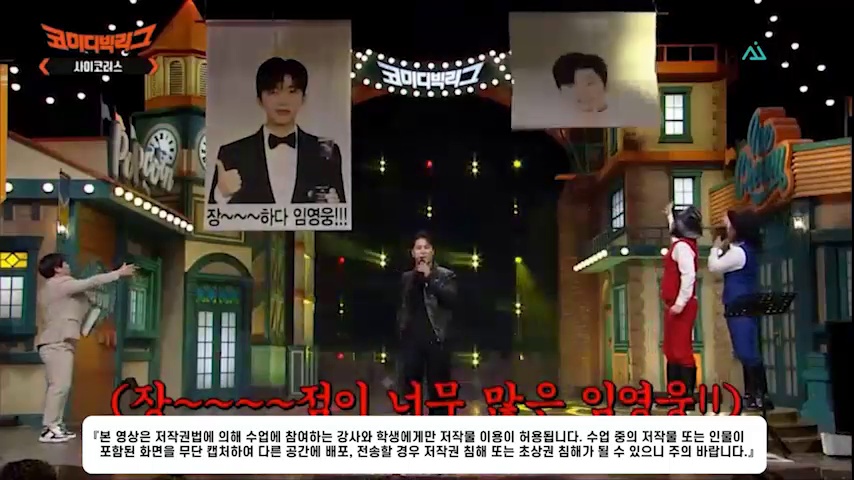 코미디빅리그
사이코러스
코미디빅리그
Popcorn
장~~~하다 임영웅!!!
(장~~~~점이 너무 많은 임영웅!!)
『본 영상은 저작권법에 의해 수업에 참여하는 강사와 학생에게만 저작물 이용이 허용됩니다. 수업 중의 저작물 또는 인물이
포함된 화면을 무단 캡처하여 다른 공간에 배포, 전송할 경우 저작권 침해 또는 초상권 침해가 될 수 있으니 주의 바랍니다.』